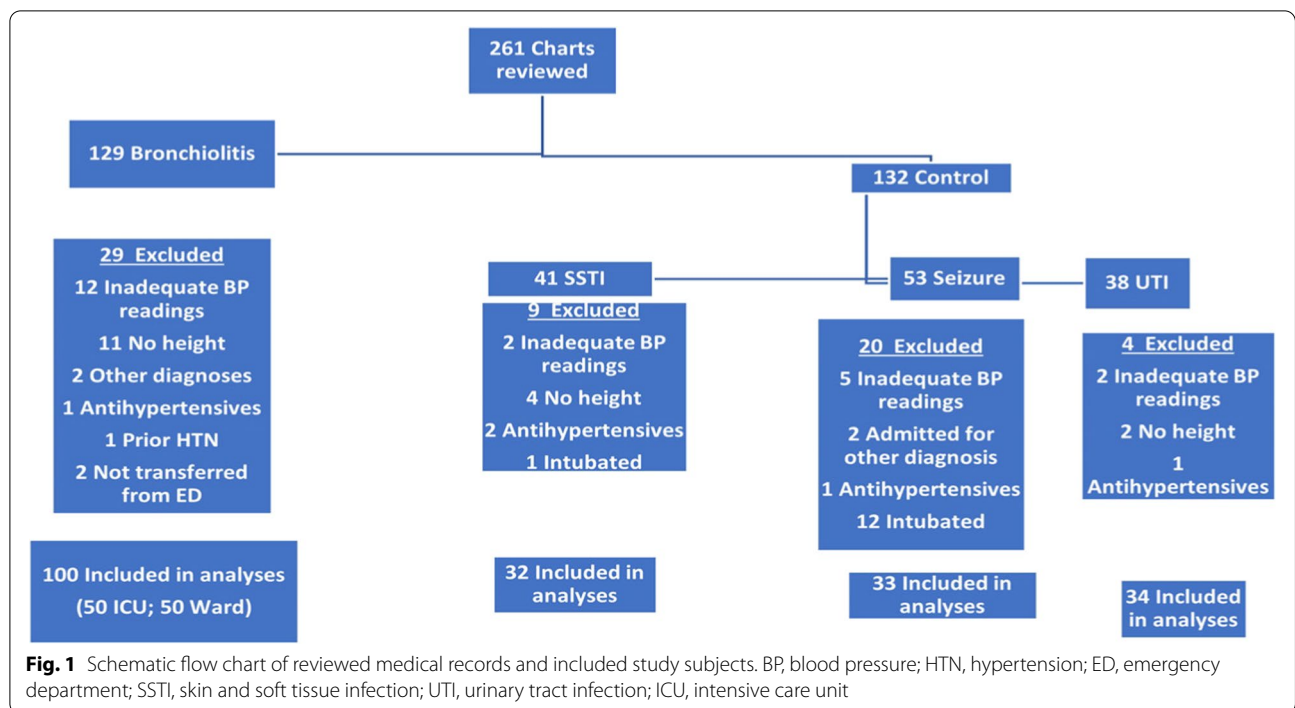 261 Charts
reviewed
129 Bronchiolitis
132 Control
29 Excluded
12 Inadequate BP
readings
11 No height
2 Other diagnoses
1 Antihypertensives
1 Prior HTN
2 Not transferred
from ED
100 Included in analyses
(50 ICU; 50 Ward)
41 SSTI
9 Excluded
2 Inadequate BP
readings
4 No height
2 Antihypertensives
1 Intubated
32 Included in
analyses
53 Seizure
20 Excluded
5 Inadequate BP
readings
2 Admitted for
other diagnosis
1 Antihypertensives
12 Intubated
33 Included in
analyses
38 UTI
4 Excluded
2 Inadequate BP
readings
2 No height
1
Antihypertensives
34 Included
in analyses
Fig. 1 Schematic flow chart of reviewed medical records and included study subjects. BP, blood pressure; HTN, hypertension; ED, emergency
department; SSTI, skin and soft tissue infection; UTI, urinary tract infection; ICU, intensive care unit